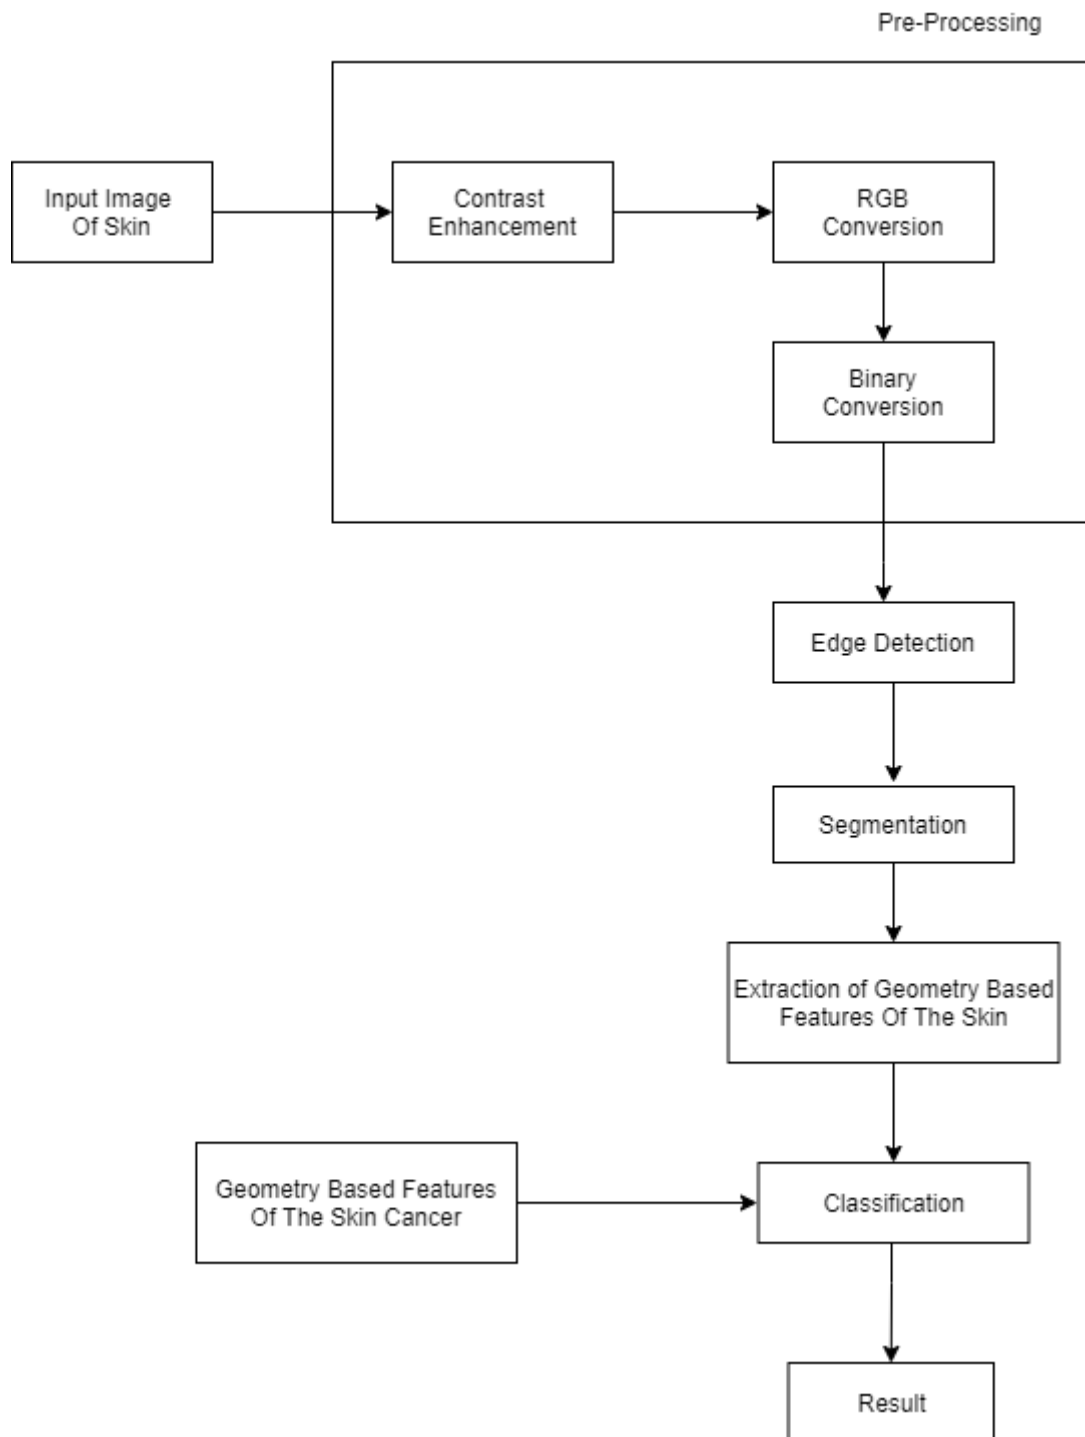 Pre-Processing
Input Image
Of Skin
Contrast
Enhancement
RGB
Conversion
Binary
Conversion
Edge Detection
Segmentation
Extraction of Geometry Based
Features Of The Skin
Geometry Based Features
Of The Skin Cancer
Classification
Result